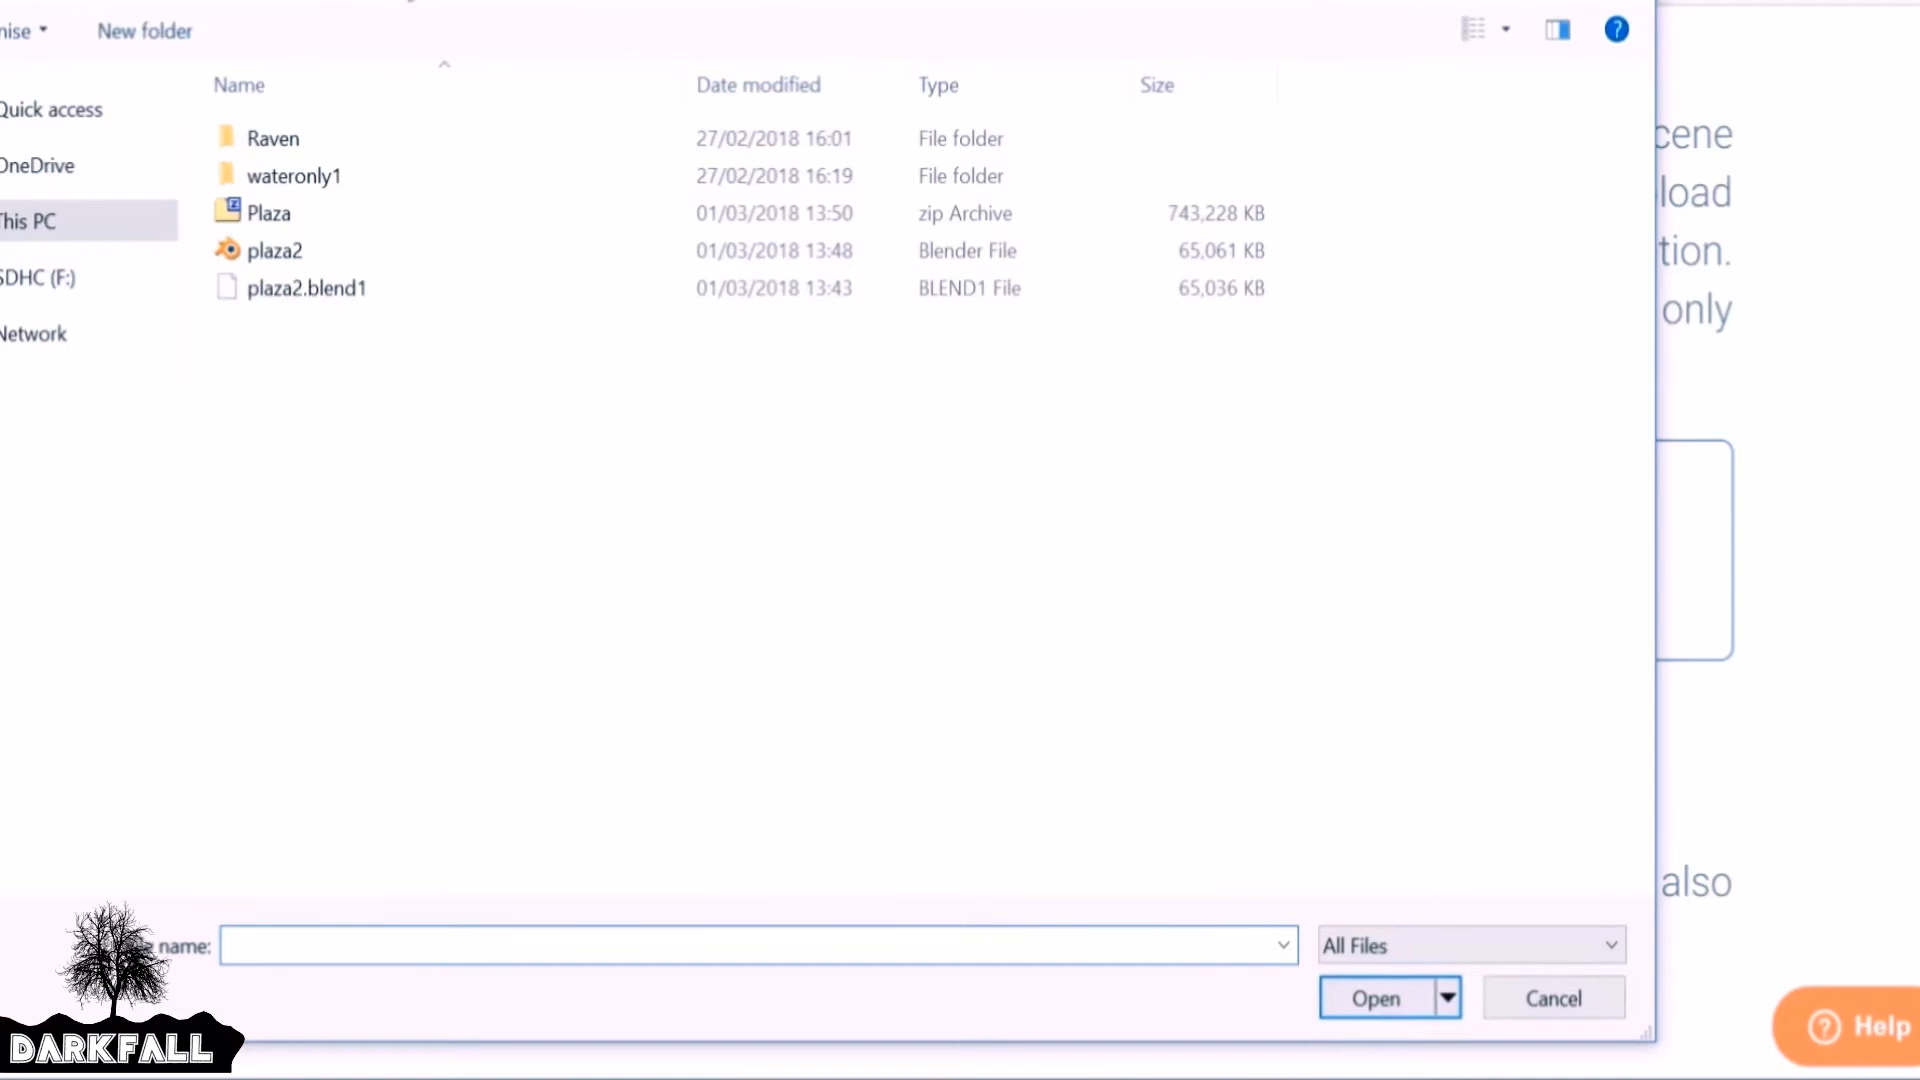 nise New folder
Name Date modified Type Size
Quick access
OneDrive
This PC
SDHC (F:)
Network
Raven 27/02/2018 16:01 File folder
wateronly1 27/02/2018 16:19 File folder
Plaza 01/03/2018 13:50 zip Archive 743,228 KB
plaza2 01/03/2018 13:48 Blender File 65,061 KB
plaza2.blend1 01/03/2018 13:43 BLEND1 File 65,036 KB
cene
load
tion.
only
also
name: All Files
Open Cancel
? Help
DARKFALL